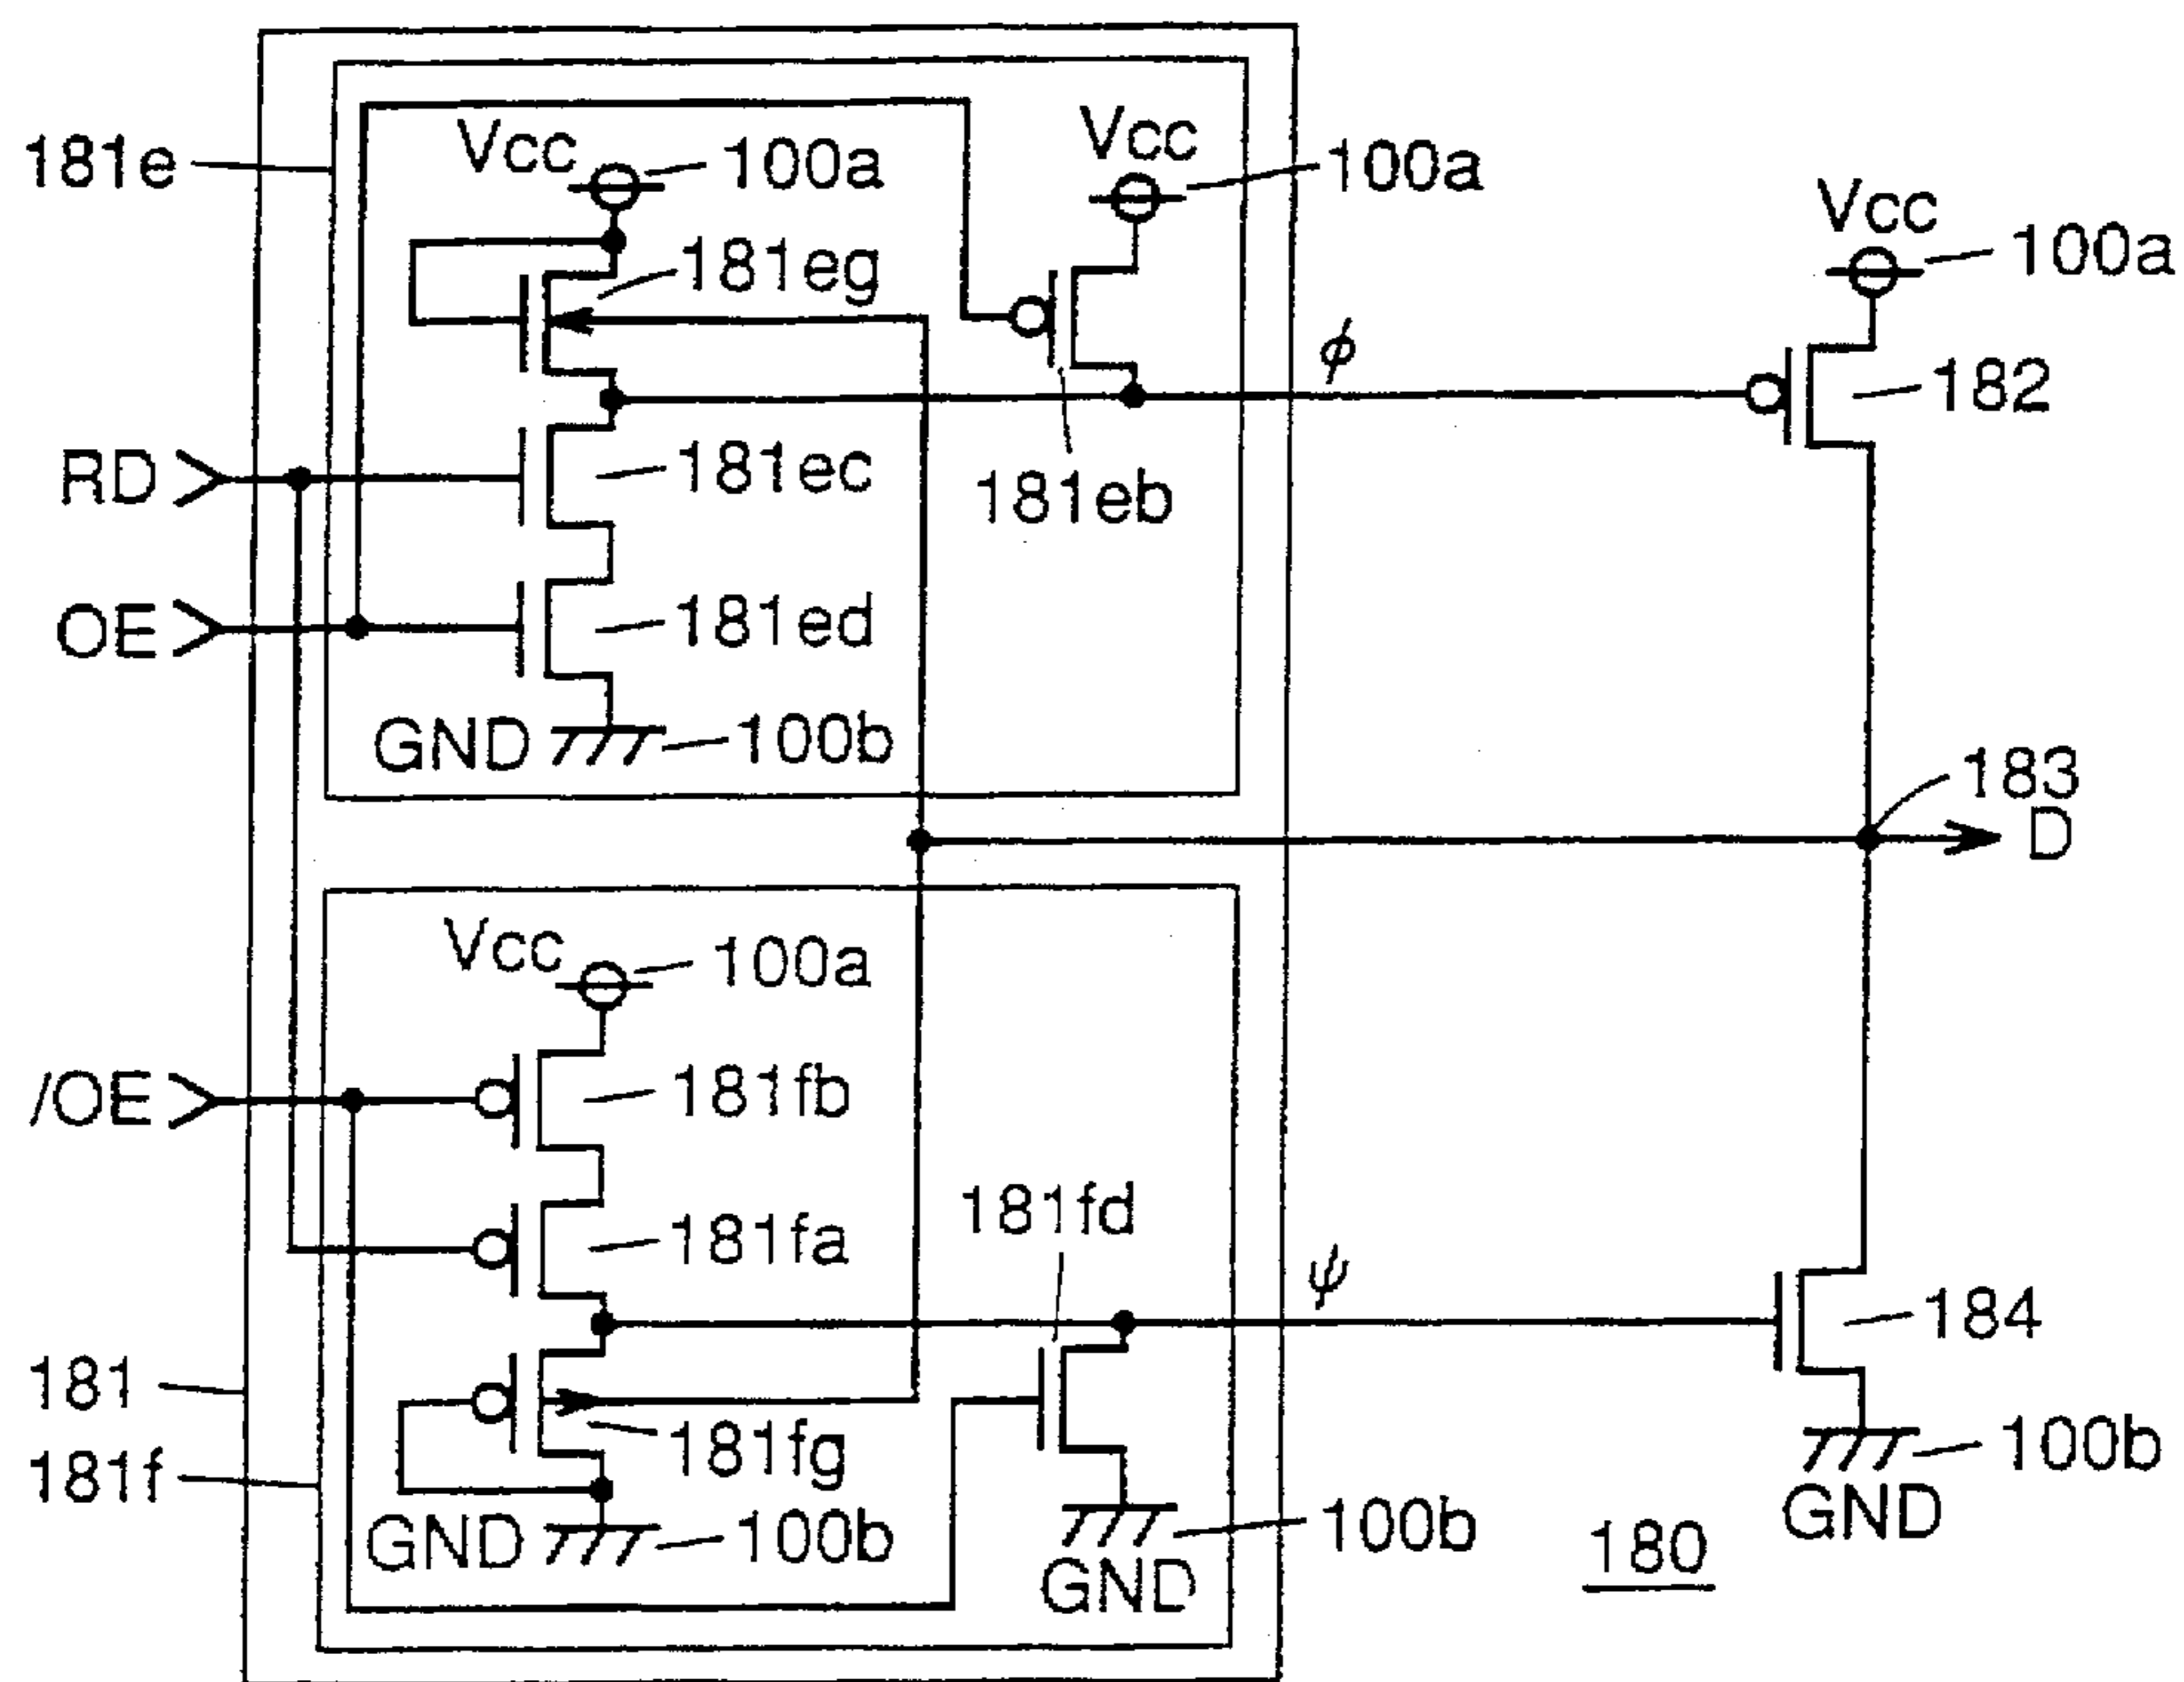 181e
Vcc
100a
Vcc
100a
Vcc
100a
181eg
ϕ
182
RD
181ec
181eb
OE
181ed
GND
100b
183
D
Vcc
100a
/OE
181fb
181fa
181fd
ψ
184
181
181fg
181f
GND
100b
100b
GND
100b
GND
180